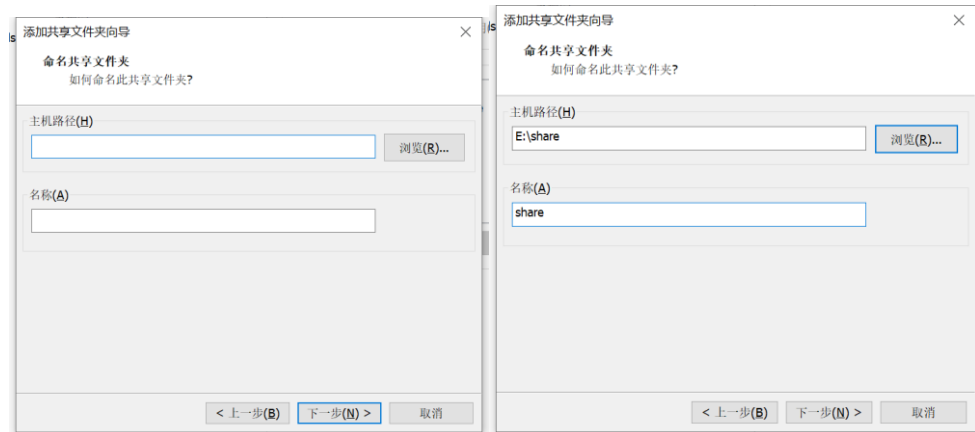 ls
添加共享文件夹向导
命名共享文件夹
如何命名此共享文件夹?
主机路径(H)
浏览(R)...
名称(A)
< 上一步(B)
下一步(N) >
取消
ls
添加共享文件夹向导
命名共享文件夹
如何命名此共享文件夹?
主机路径(H)
E:\share
浏览(R)...
名称(A)
share
< 上一步(B)
下一步(N) >
取消